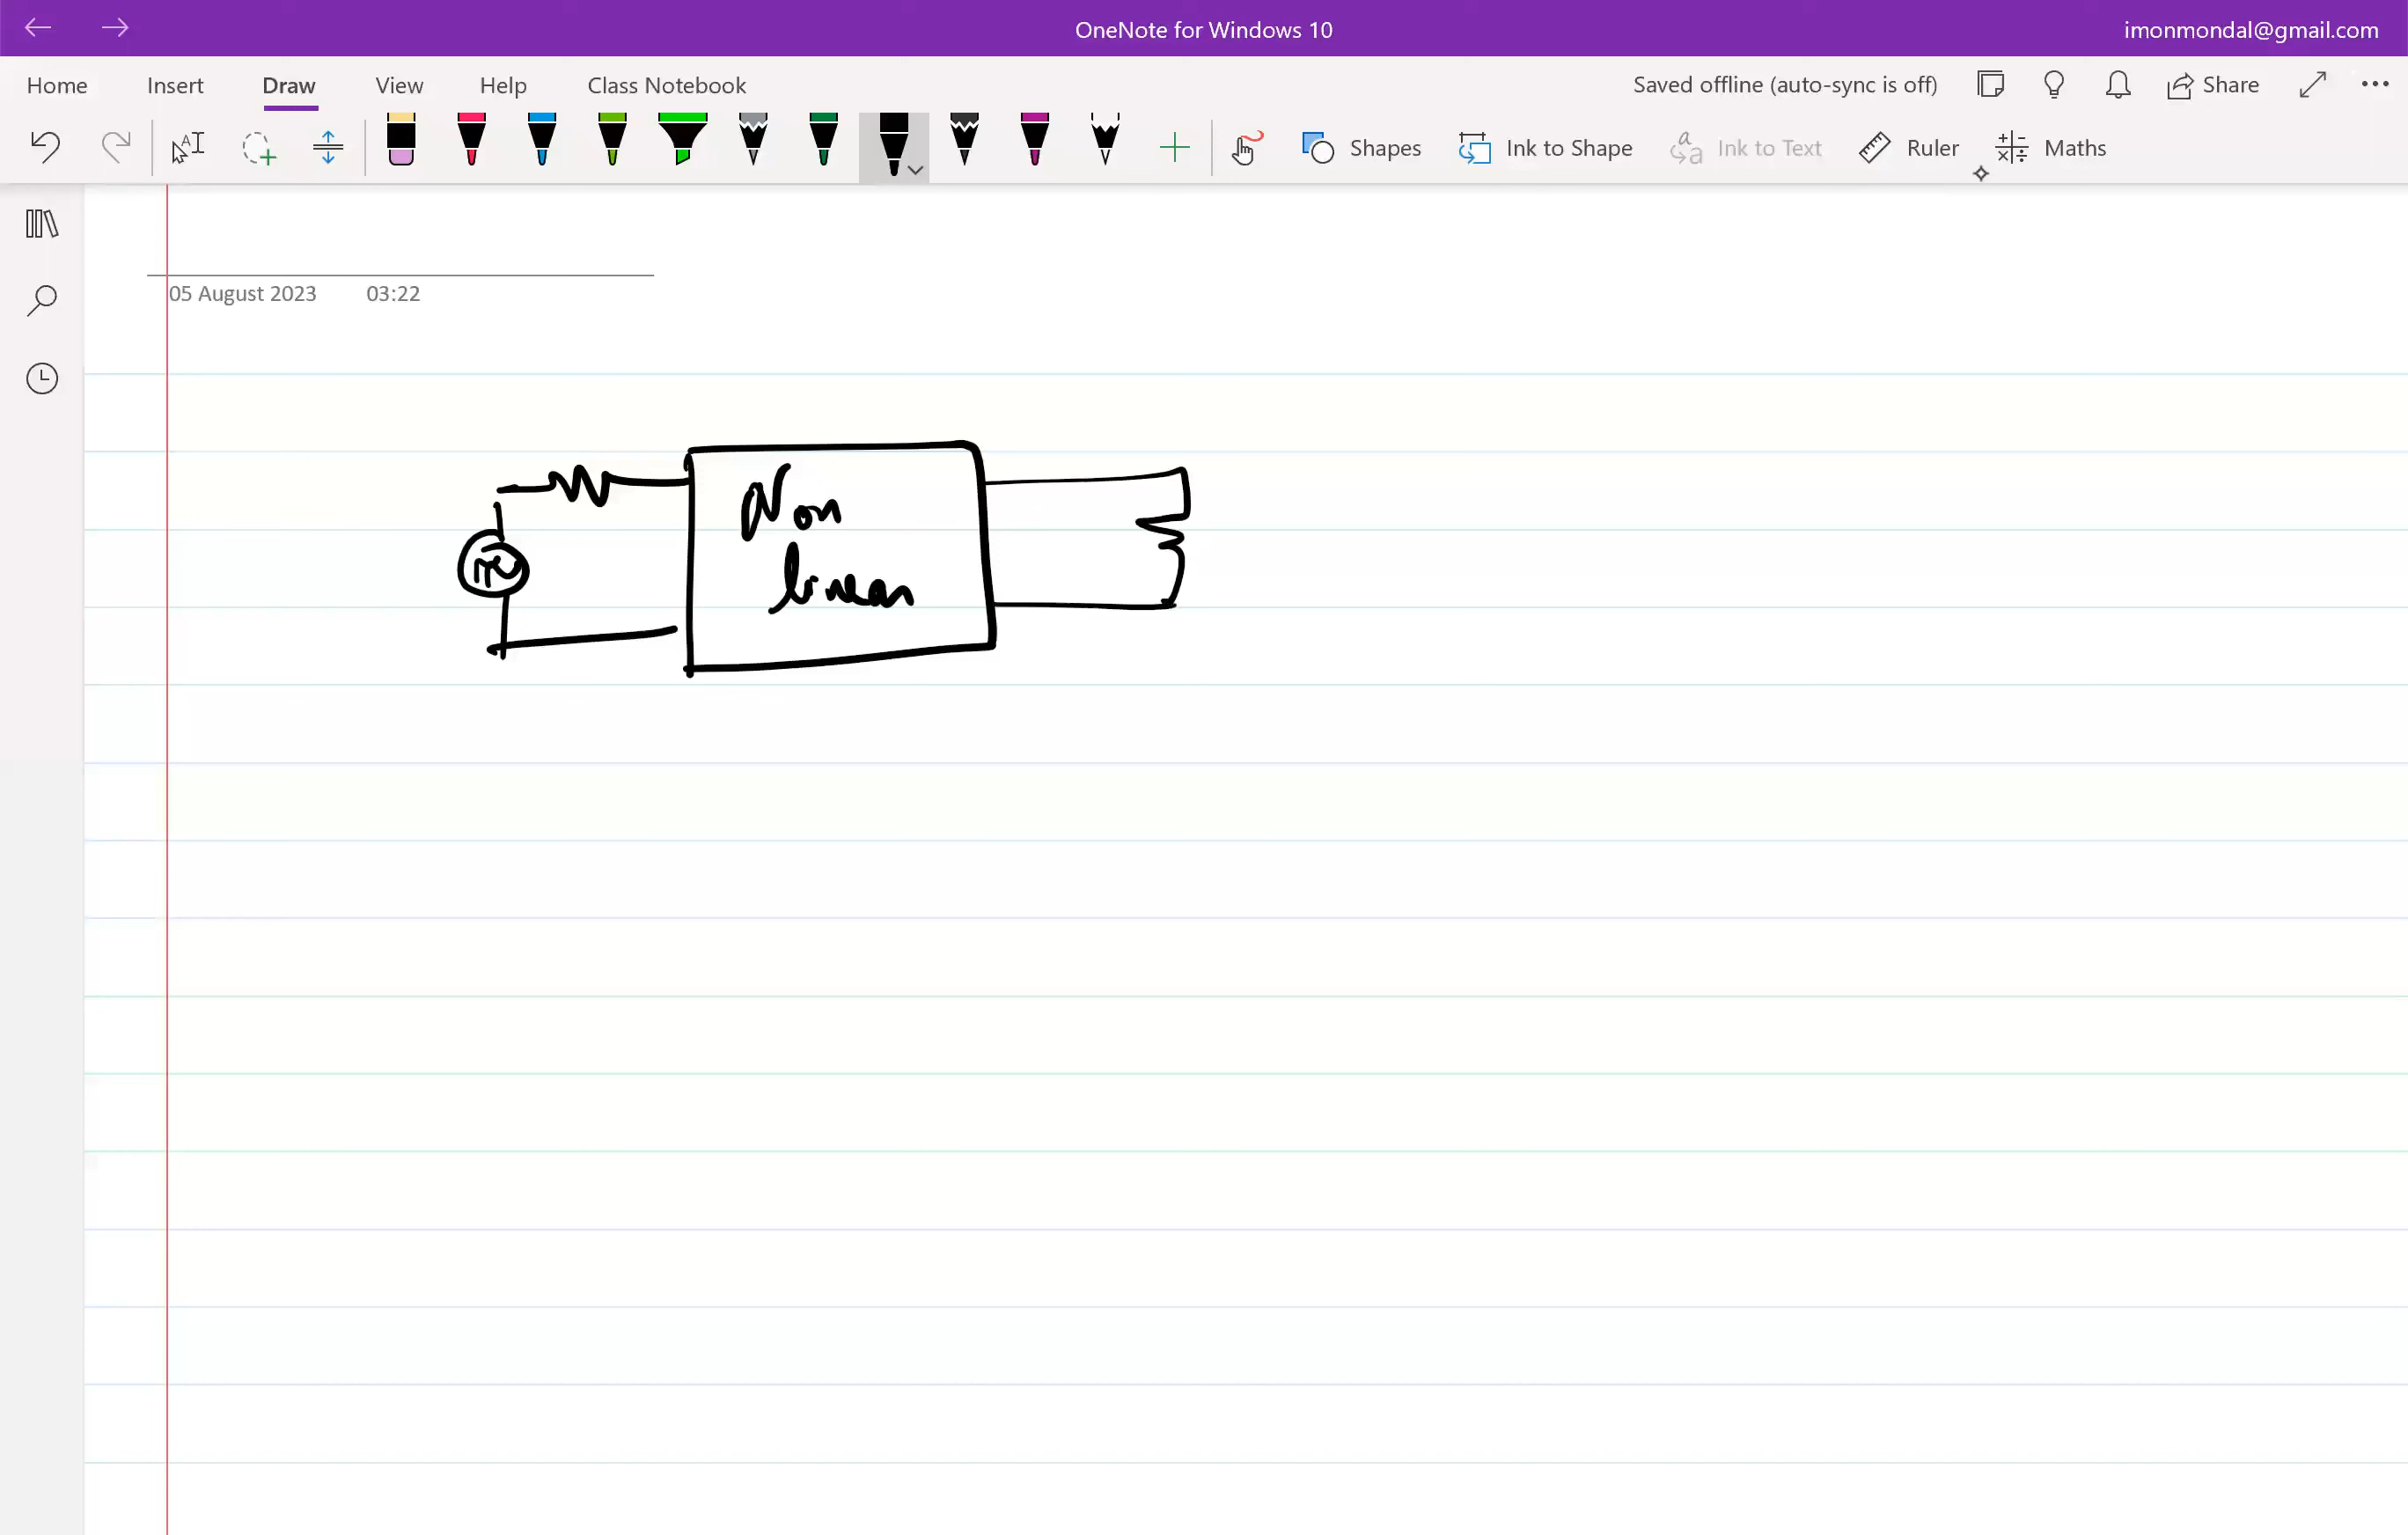 OneNote for Windows 10
imonmondal@gmail.com
Home Insert Draw View Help Class Notebook
Saved offline (auto-sync is off) Share
Shapes Ink to Shape Ink to Text Ruler Maths
05 August 2023 03:22
Non
linear